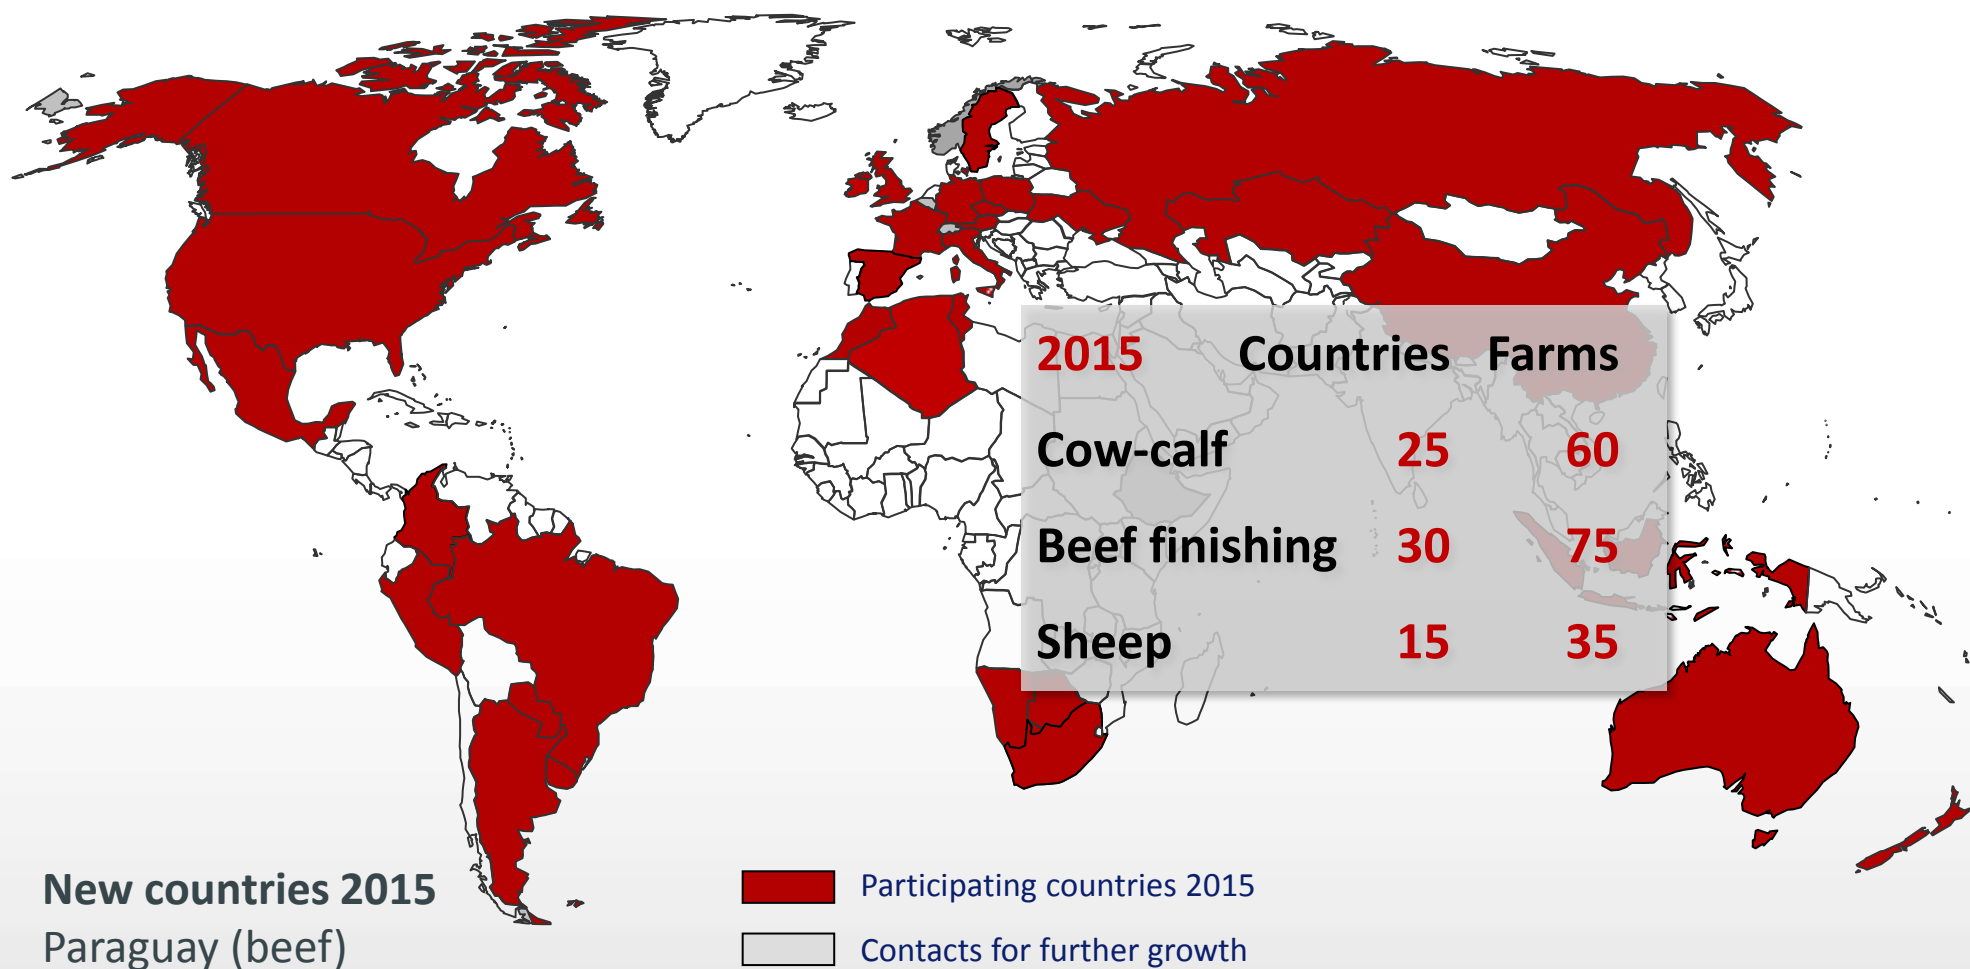 2015 Countries Farms
Cow-calf 25 60
Beef finishing 30 75
Sheep 15 35
New countries 2015
Paraguay (beef)
Participating countries 2015
Contacts for further growth